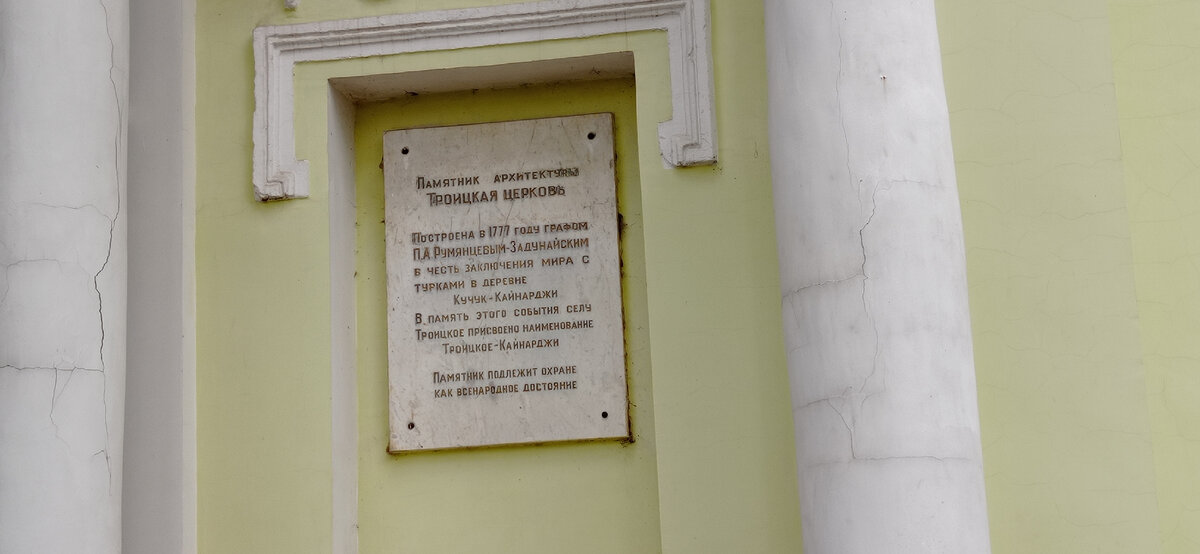 Памятник архитектуры
Троицкая церковь
Построена в 1777 году графом
П.А.Румянцевым-Задунайским
в честь заключения мира с
турками в деревне
Кучук-Кайнарджи
В память этого события селу
Троицкое присвоено наименование
Троицкое-Кайнарджи
Памятник подлежит охране
как всенародное достояние